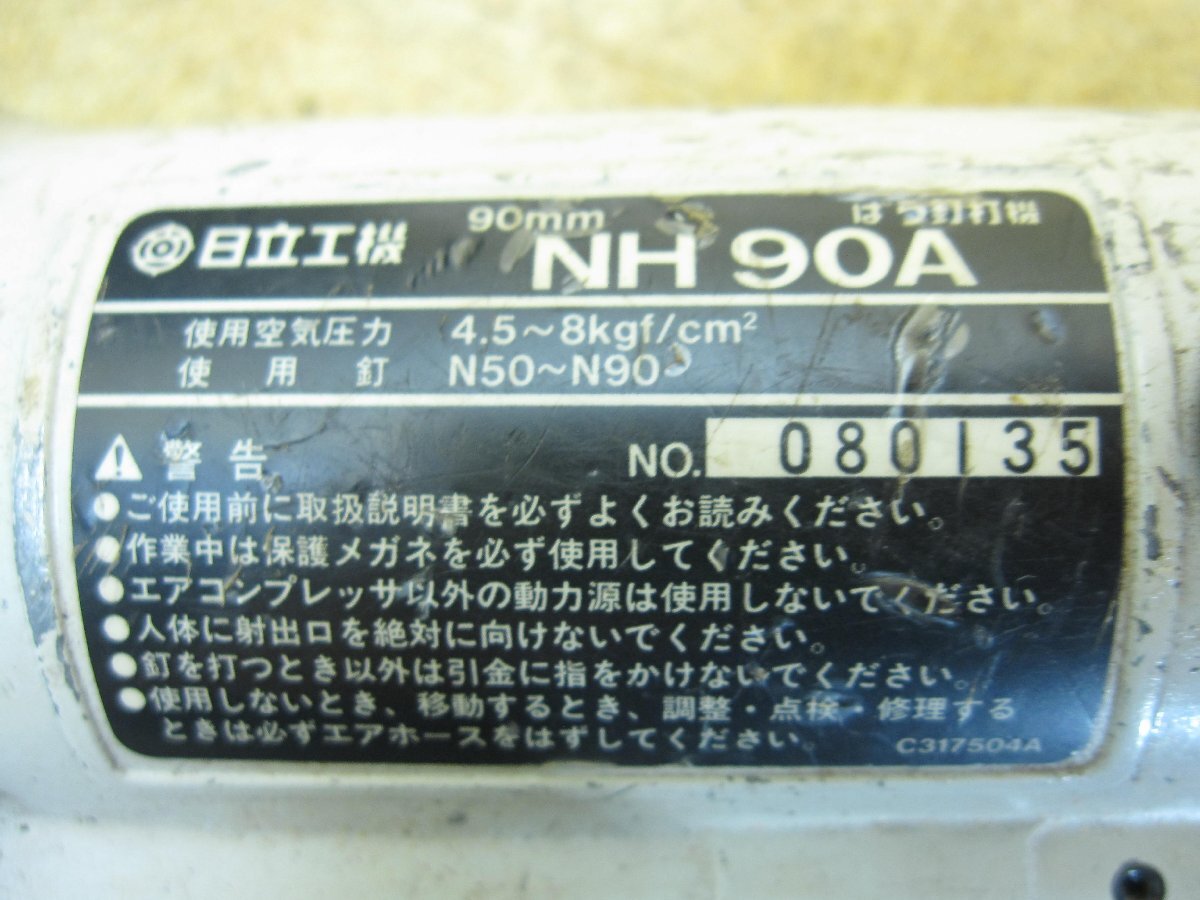 日立工機 90mm NH 90A ばら釘打機
使用空気圧力 4.5~8kgf/cm²
使用釘 N50~N90
警告 NO. 080135
●ご使用前に取扱説明書を必ずよくお読みください。
●作業中は保護メガネを必ず使用してください。
●エアコンプレッサ以外の動力源は使用しないでください。
●人体に射出口を絶対に向けないでください。
●釘を打つとき以外は引金に指をかけないでください。
●使用しないとき、移動するとき、調整・点検・修理する
ときは必ずエアホースをはずしてください。 C317504A